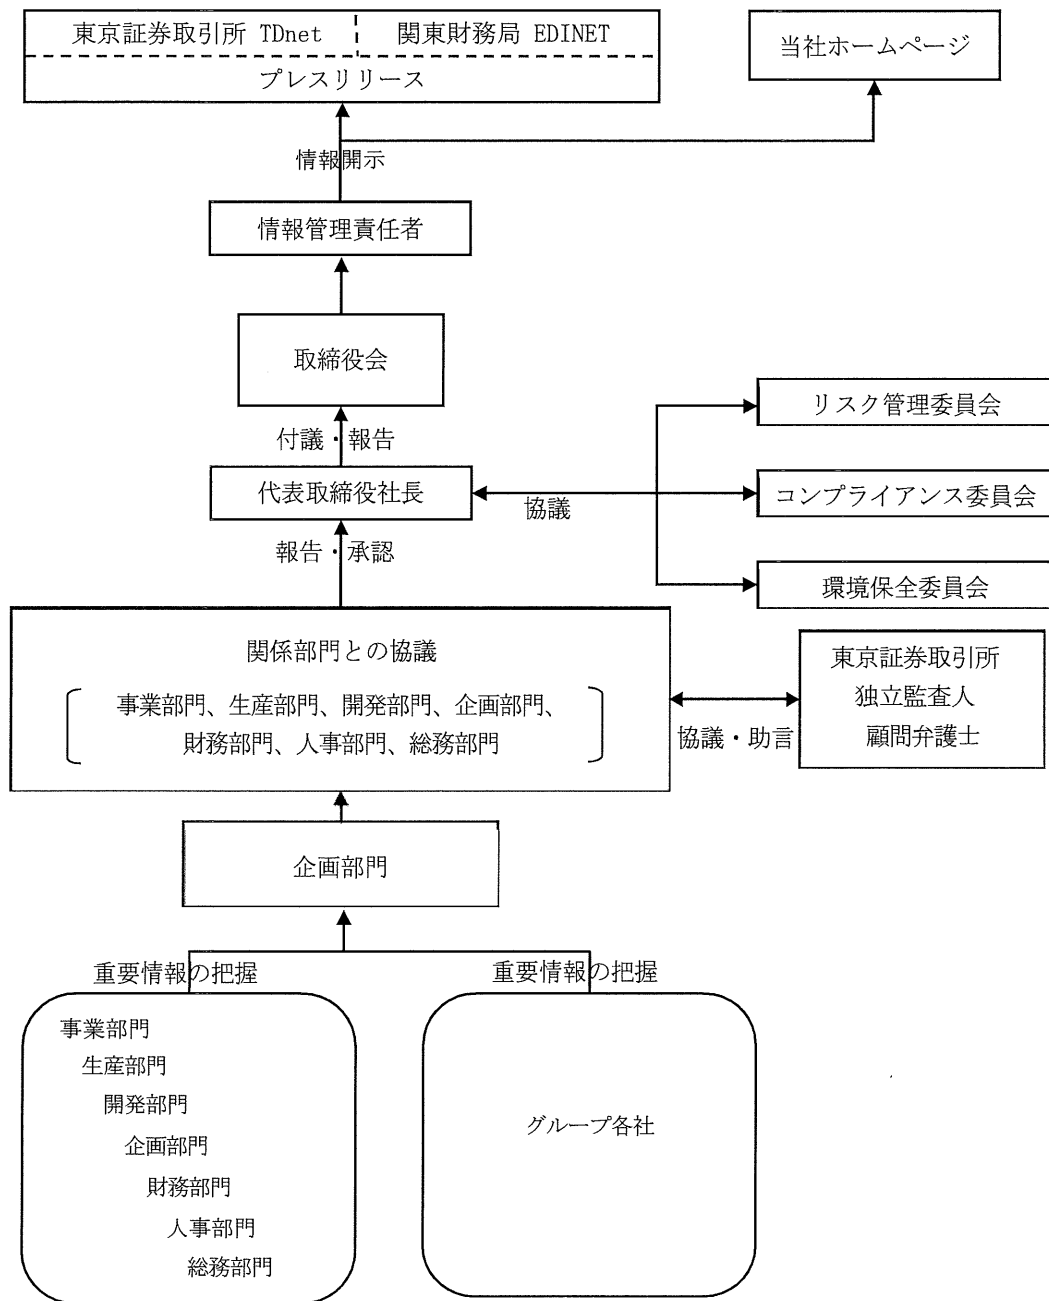 東京証券取引所 TDnet
関東財務局 EDINET
プレスリリース
当社ホームページ
情報開示
情報管理責任者
取締役会
付議・報告
代表取締役社長
協議
リスク管理委員会
コンプライアンス委員会
環境保全委員会
報告・承認
関係部門との協議
事業部門、生産部門、開発部門、企画部門、
財務部門、人事部門、総務部門
協議・助言
東京証券取引所
独立監査人
顧問弁護士
企画部門
重要情報の把握
事業部門
生産部門
開発部門
企画部門
財務部門
人事部門
総務部門
重要情報の把握
グループ各社